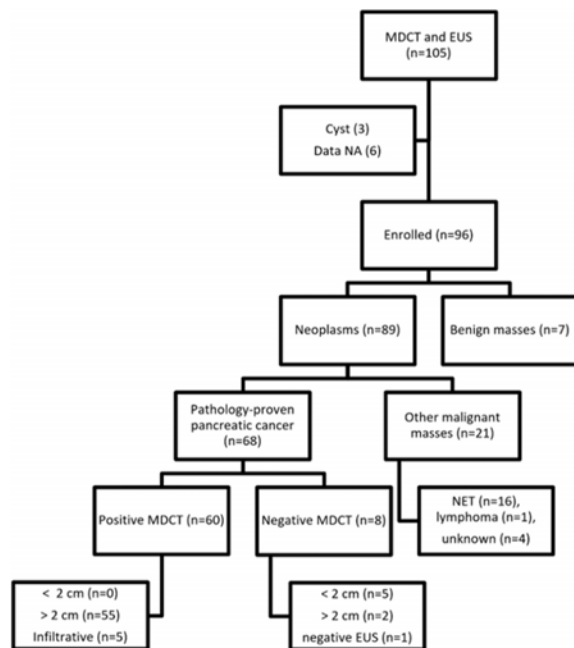 MDCT and EUS
(n=105)
Cyst (3)
Data NA (6)
Enrolled (n=96)
Neoplasms (n=89)
Benign masses (n=7)
Pathology-proven
pancreatic cancer
(n=68)
Other malignant
masses (n=21)
Positive MDCT (n=60)
Negative MDCT (n=8)
NET (n=16),
lymphoma (n=1),
unknown (n=4)
< 2 cm (n=0)
> 2 cm (n=55)
Infiltrative (n=5)
< 2 cm (n=5)
> 2 cm (n=2)
negative EUS (n=1)